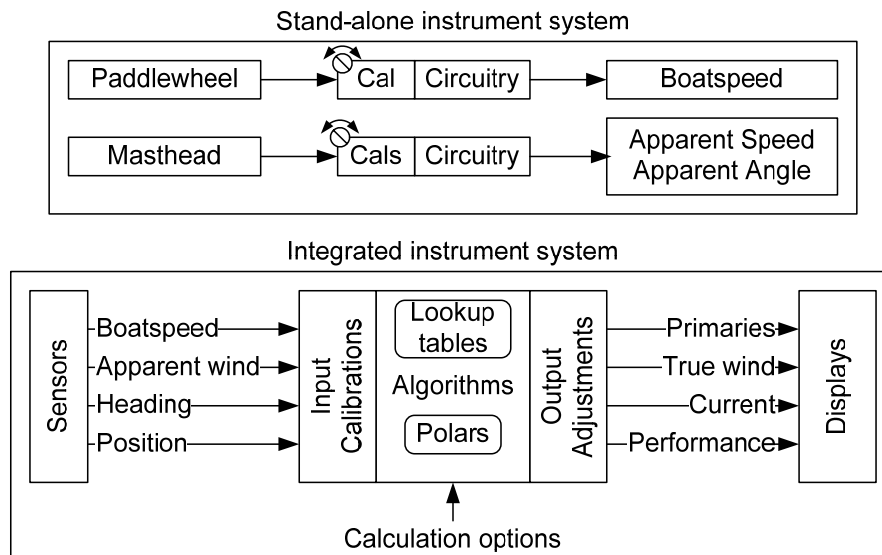 Stand-alone instrument system
Paddlewheel
Cal
Circuitry
Boatspeed
Masthead
Cals
Circuitry
Apparent Speed
Apparent Angle
Integrated instrument system
Sensors
Boatspeed
Apparent wind
Heading
Position
Input
Calibrations
Lookup
tables
Algorithms
Polars
Output
Adjustments
Primaries
True wind
Current
Performance
Displays
Calculation options